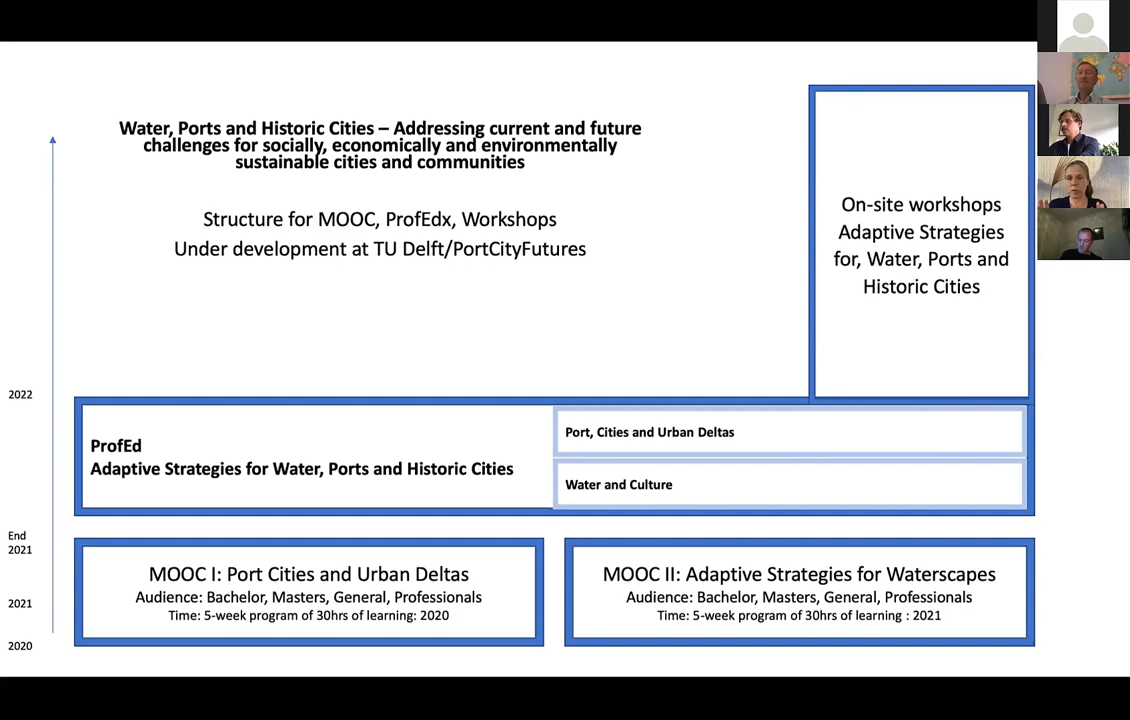 Water, Ports and Historic Cities – Addressing current and future
challenges for socially, economically and environmentally
sustainable cities and communities
Structure for MOOC, ProfEdx, Workshops
Under development at TU Delft/PortCityFutures
On-site workshops
Adaptive Strategies
for, Water, Ports and
Historic Cities
2022
ProfEd
Adaptive Strategies for Water, Ports and Historic Cities
Port, Cities and Urban Deltas
Water and Culture
End
2021
MOOC I: Port Cities and Urban Deltas
Audience: Bachelor, Masters, General, Professionals
Time: 5-week program of 30hrs of learning: 2020
MOOC II: Adaptive Strategies for Waterscapes
Audience: Bachelor, Masters, General, Professionals
Time: 5-week program of 30hrs of learning : 2021
2021
2020